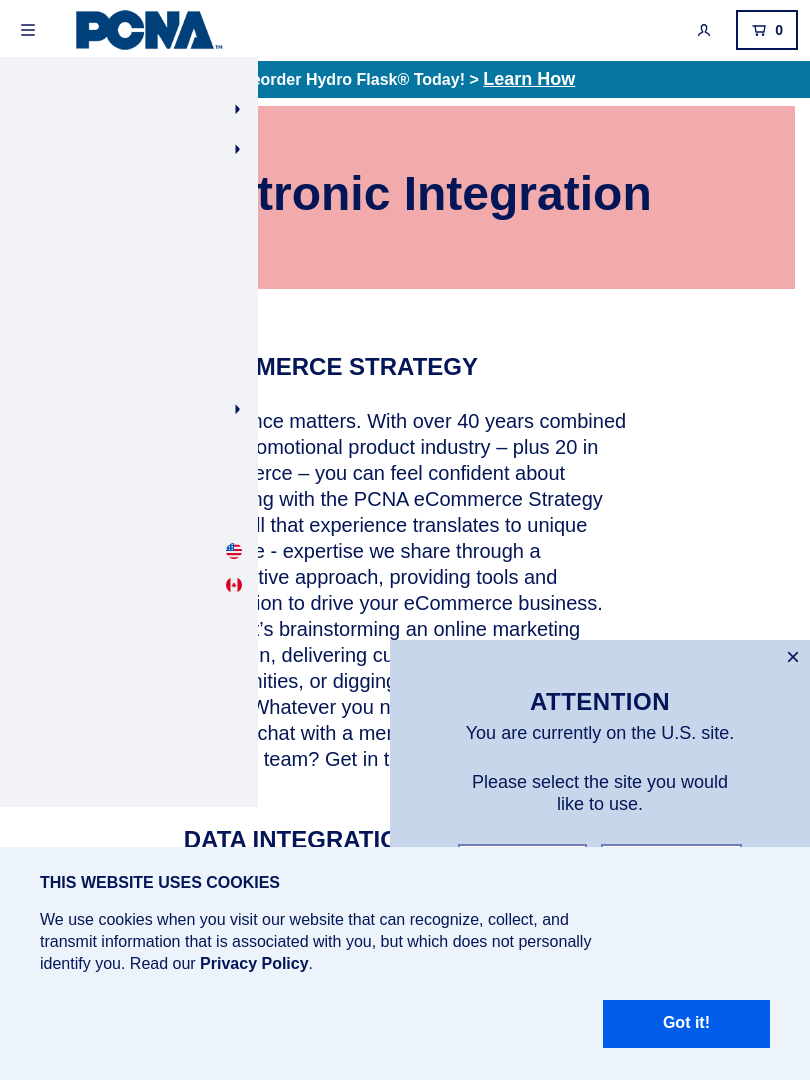 PCNA™
0
eorder Hydro Flask® Today! > Learn How
tronic Integration
MERCE STRATEGY
nce matters. With over 40 years combined
omotional product industry – plus 20 in
erce – you can feel confident about
ng with the PCNA eCommerce Strategy
ll that experience translates to unique
e - expertise we share through a
tive approach, providing tools and
ion to drive your eCommerce business.
t’s brainstorming an online marketing
n, delivering cu
nities, or digging
Whatever you n
chat with a mer
team? Get in t
DATA INTEGRATIO
ATTENTION
You are currently on the U.S. site.
Please select the site you would
like to use.
THIS WEBSITE USES COOKIES
We use cookies when you visit our website that can recognize, collect, and
transmit information that is associated with you, but which does not personally
identify you. Read our Privacy Policy.
Got it!